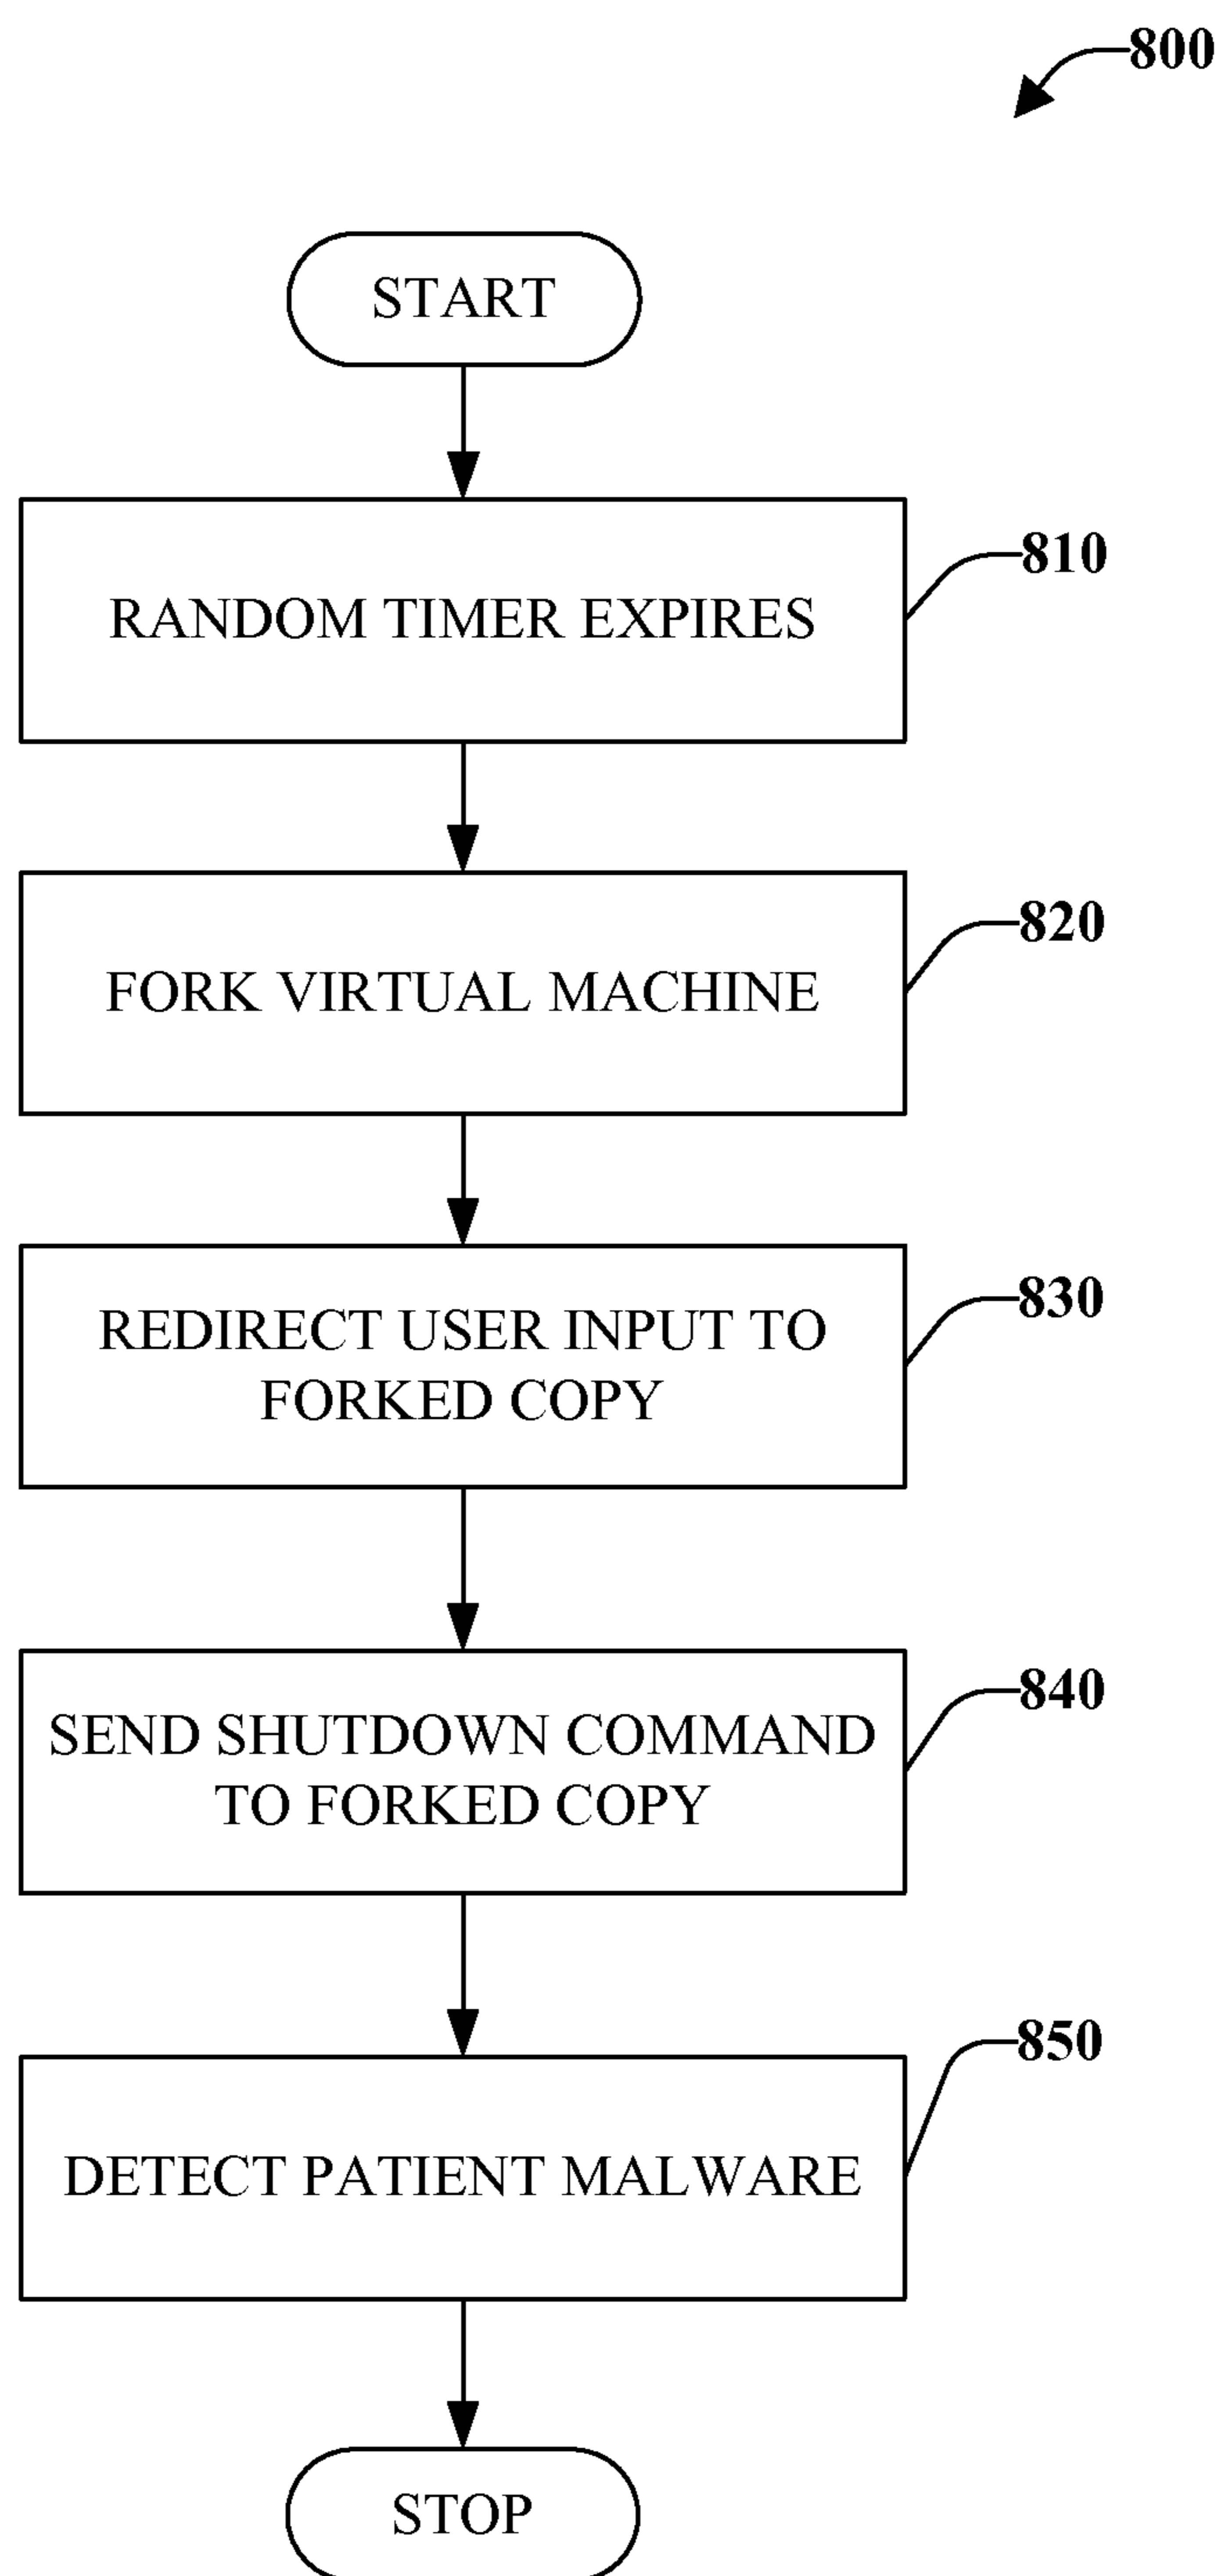 800
START
RANDOM TIMER EXPIRES
810
FORK VIRTUAL MACHINE
820
REDIRECT USER INPUT TO
FORKED COPY
830
SEND SHUTDOWN COMMAND
TO FORKED COPY
840
DETECT PATIENT MALWARE
850
STOP